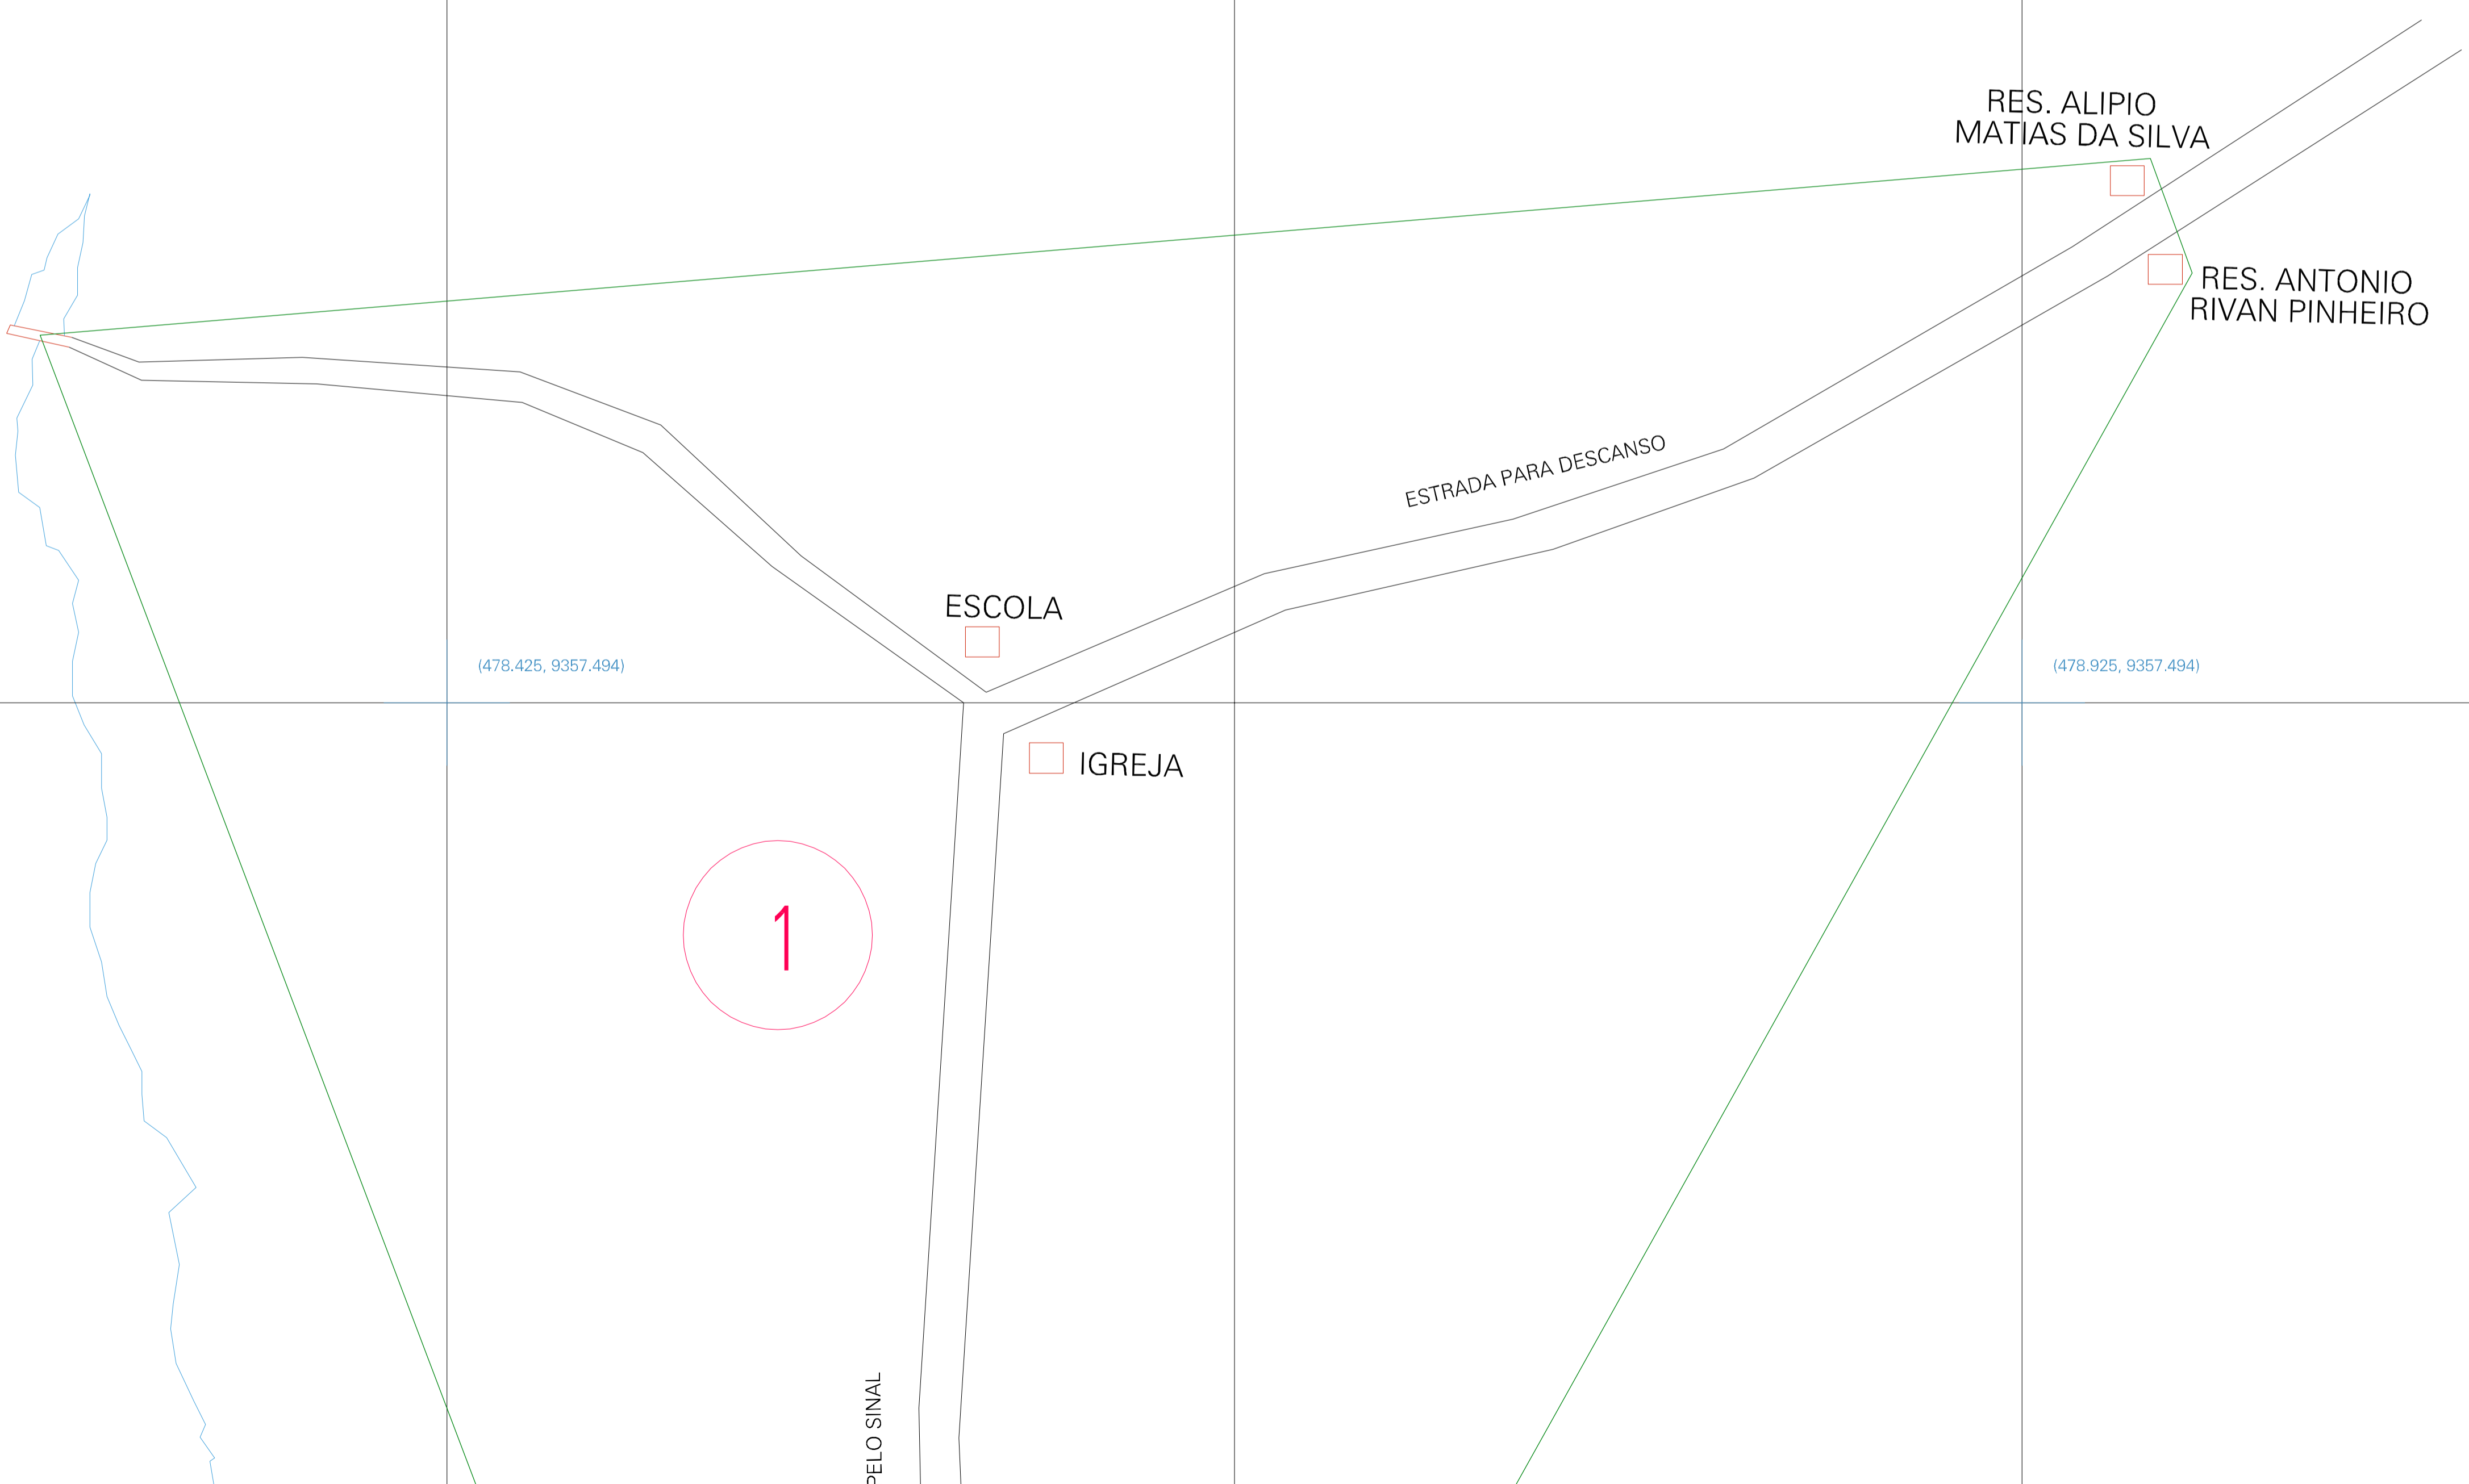 RES. ALIPIO
MATIAS DA SILVA
RES. ANTONIO
RIVAN PINHEIRO
ESTRADA PARA DESCANSO
ESCOLA
(478.425, 9357.494)
(478.925, 9357.494)
IGREJA
1
PELO SINAL